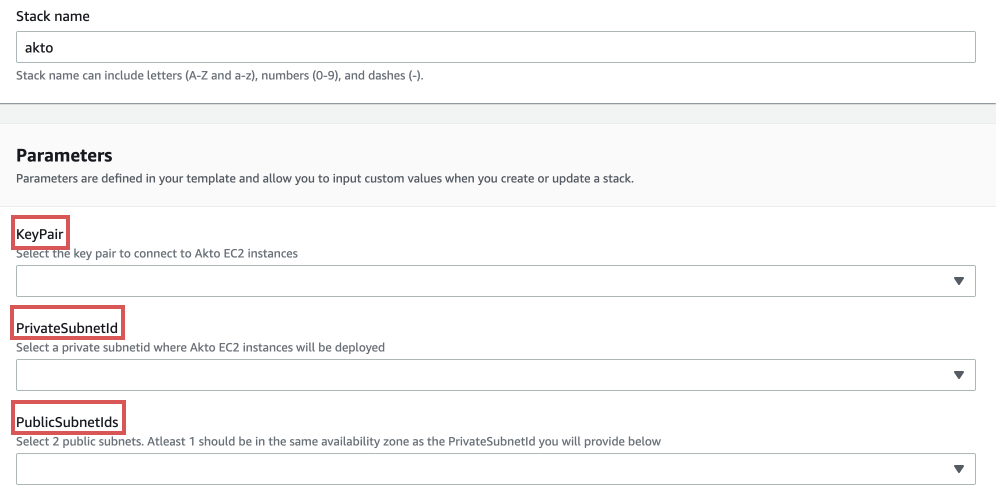 Stack name
akto
Stack name can include letters (A-Z and a-z), numbers (0-9), and dashes (-).
Parameters
Parameters are defined in your template and allow you to input custom values when you create or update a stack.
KeyPair
Select the key pair to connect to Akto EC2 instances
PrivateSubnetId
Select a private subnetid where Akto EC2 instances will be deployed
PublicSubnetIds
Select 2 public subnets. Atleast 1 should be in the same availability zone as the PrivateSubnetId you will provide below